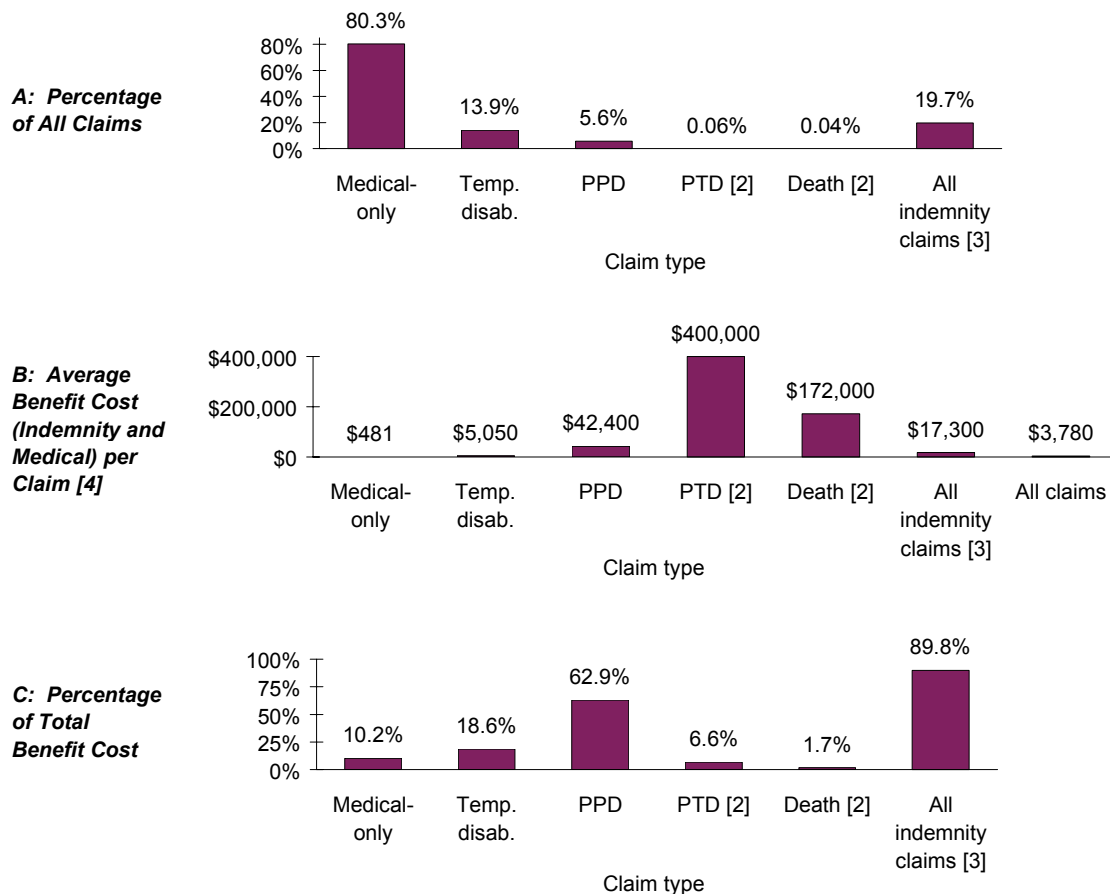 A: Percentage
of All Claims
80.3%
13.9%
5.6%
0.06%
0.04%
19.7%
80%
60%
40%
20%
0%
Medical-
only
Temp.
disab.
PPD
PTD [2]
Death [2]
All
indemnity
claims [3]
Claim type
B: Average
Benefit Cost
(Indemnity and
Medical) per
Claim [4]
$400,000
$200,000
$0
$481
$5,050
$42,400
$400,000
$172,000
$17,300
$3,780
Medical-
only
Temp.
disab.
PPD
PTD [2]
Death [2]
All
indemnity
claims [3]
All claims
Claim type
C: Percentage
of Total
Benefit Cost
100%
75%
50%
25%
0%
10.2%
18.6%
62.9%
6.6%
1.7%
89.8%
Medical-
only
Temp.
disab.
PPD
PTD [2]
Death [2]
All
indemnity
claims [3]
Claim type